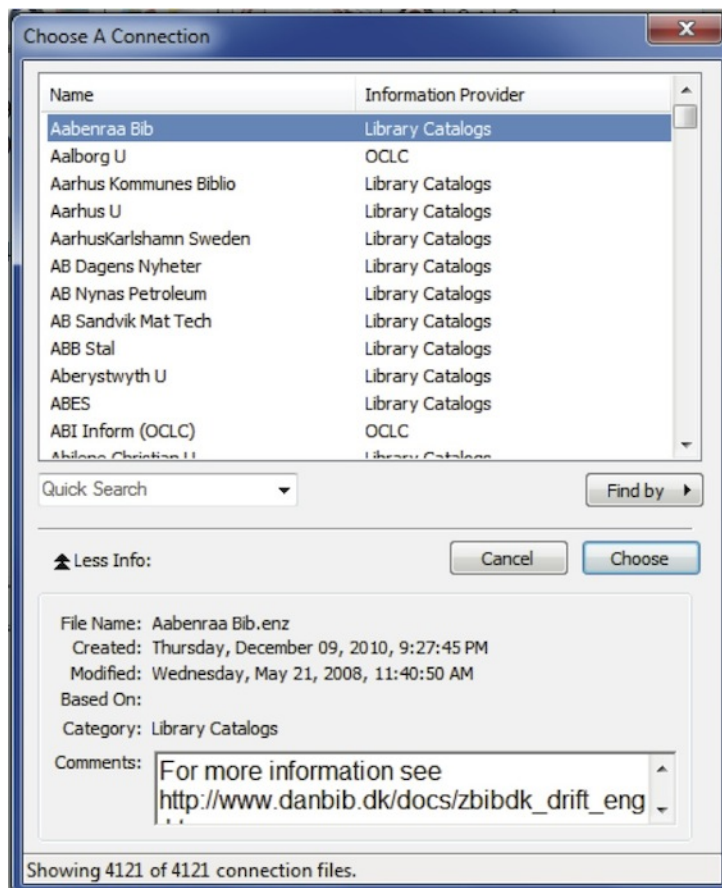 Choose A Connection
Name Information Provider
Aabenraa Bib Library Catalogs
Aalborg U OCLC
Aarhus Kommunes Biblio Library Catalogs
Aarhus U Library Catalogs
AarhusKarlshamn Sweden Library Catalogs
AB Dagens Nyheter Library Catalogs
AB Nynas Petroleum Library Catalogs
AB Sandvik Mat Tech Library Catalogs
ABB Stal Library Catalogs
Aberystwyth U Library Catalogs
ABES Library Catalogs
ABI Inform (OCLC) OCLC
Abilene Christian U Library Catalogs
Quick Search Find by
Less Info: Cancel Choose
File Name: Aabenraa Bib.enz
Created: Thursday, December 09, 2010, 9:27:45 PM
Modified: Wednesday, May 21, 2008, 11:40:50 AM
Based On:
Category: Library Catalogs
Comments: For more information see
http://www.danbib.dk/docs/zbibdk_drift_eng
Showing 4121 of 4121 connection files.